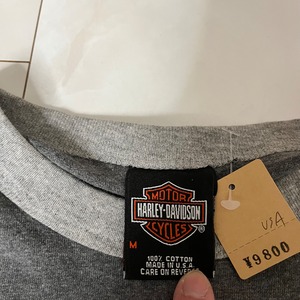 MOTOR
HARLEY-DAVIDSON
CYCLES
®
M
100% COTTON
MADE IN U.S.A.
CARE ON REVERSE
USA
¥9800